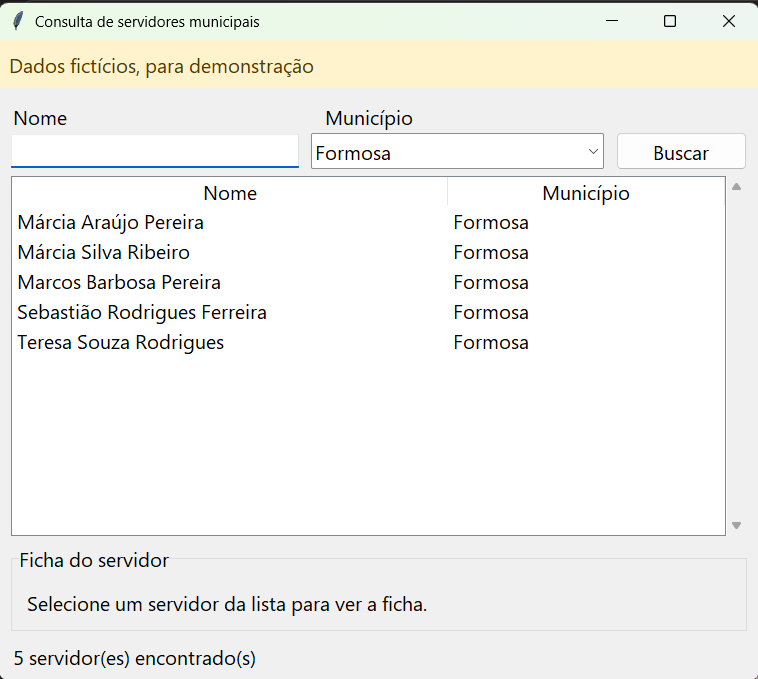 Consulta de servidores municipais
Dados fictícios, para demonstração
Nome Município
Formosa Buscar
Nome Município
Márcia Araújo Pereira Formosa
Márcia Silva Ribeiro Formosa
Marcos Barbosa Pereira Formosa
Sebastião Rodrigues Ferreira Formosa
Teresa Souza Rodrigues Formosa
Ficha do servidor
Selecione um servidor da lista para ver a ficha.
5 servidor(es) encontrado(s)